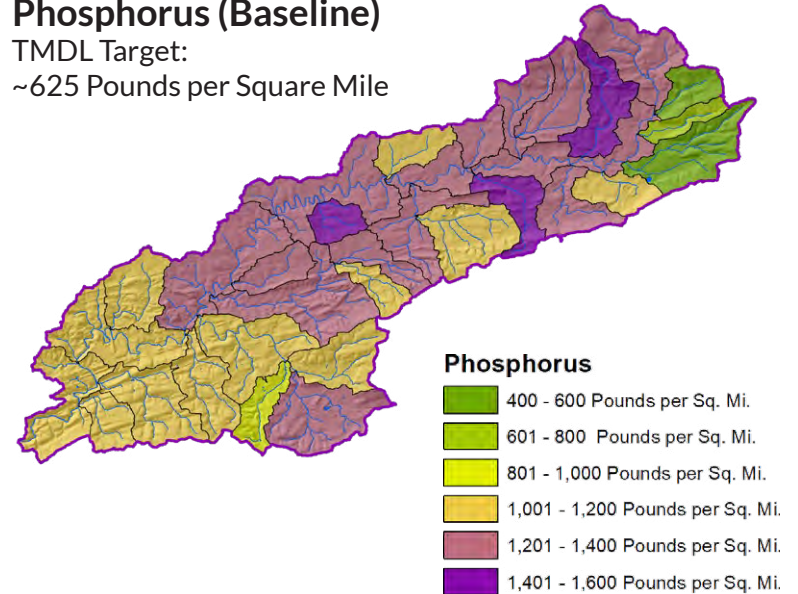 Phosphorus (Baseline)
TMDL Target:
~625 Pounds per Square Mile
Phosphorus
400 - 600 Pounds per Sq. Mi.
601 - 800 Pounds per Sq. Mi.
801 - 1,000 Pounds per Sq. Mi.
1,001 - 1,200 Pounds per Sq. Mi.
1,201 - 1,400 Pounds per Sq. Mi.
1,401 - 1,600 Pounds per Sq. Mi.